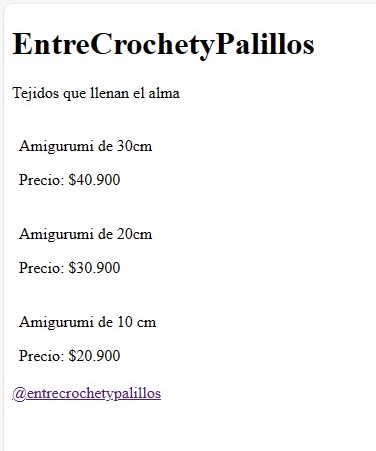 EntreCrochetyPalillos
Tejidos que llenan el alma
Amigurumi de 30cm
Precio: $40.900
Amigurumi de 20cm
Precio: $30.900
Amigurumi de 10 cm
Precio: $20.900
@entrecrochetypalillos